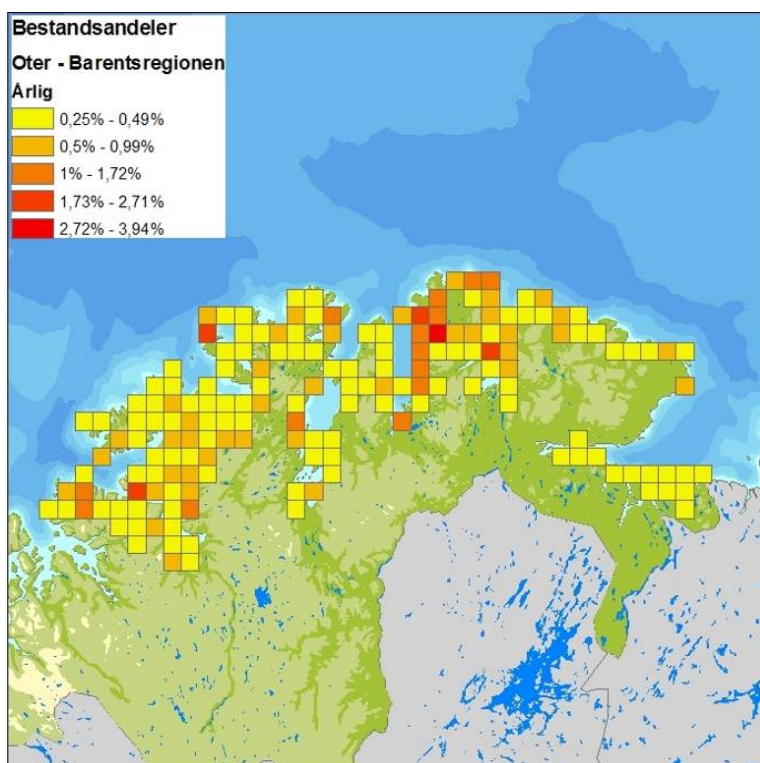 Bestandsandeler
Oter - Barentsregionen
Årlig
0,25% - 0,49%
0,5% - 0,99%
1% - 1,72%
1,73% - 2,71%
2,72% - 3,94%